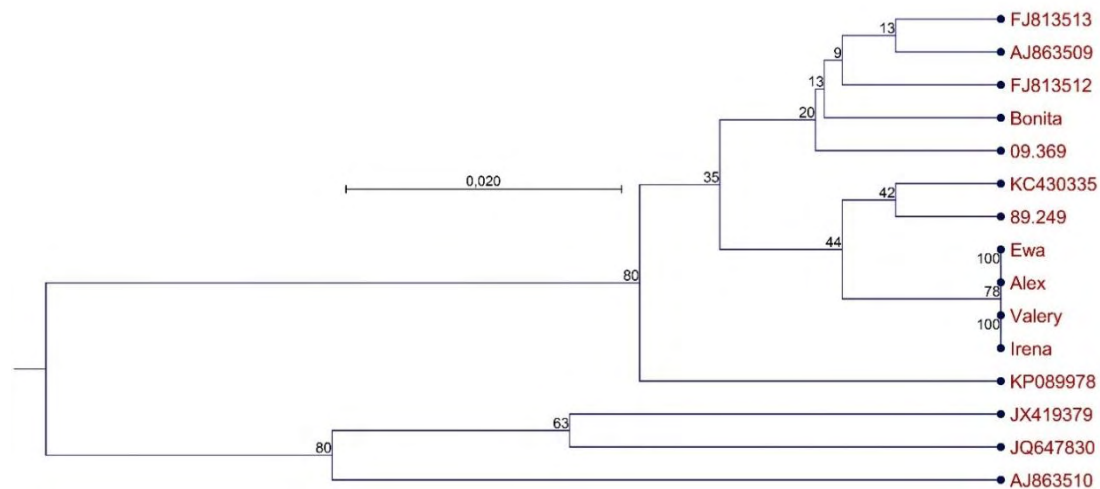 FJ813513
13
AJ863509
9
FJ813512
13
Bonita
20
09.369
0,020
35
KC430335
42
89.249
44
Ewa
100
80
Alex
78
Valery
100
Irena
KP089978
JX419379
63
JQ647830
80
AJ863510